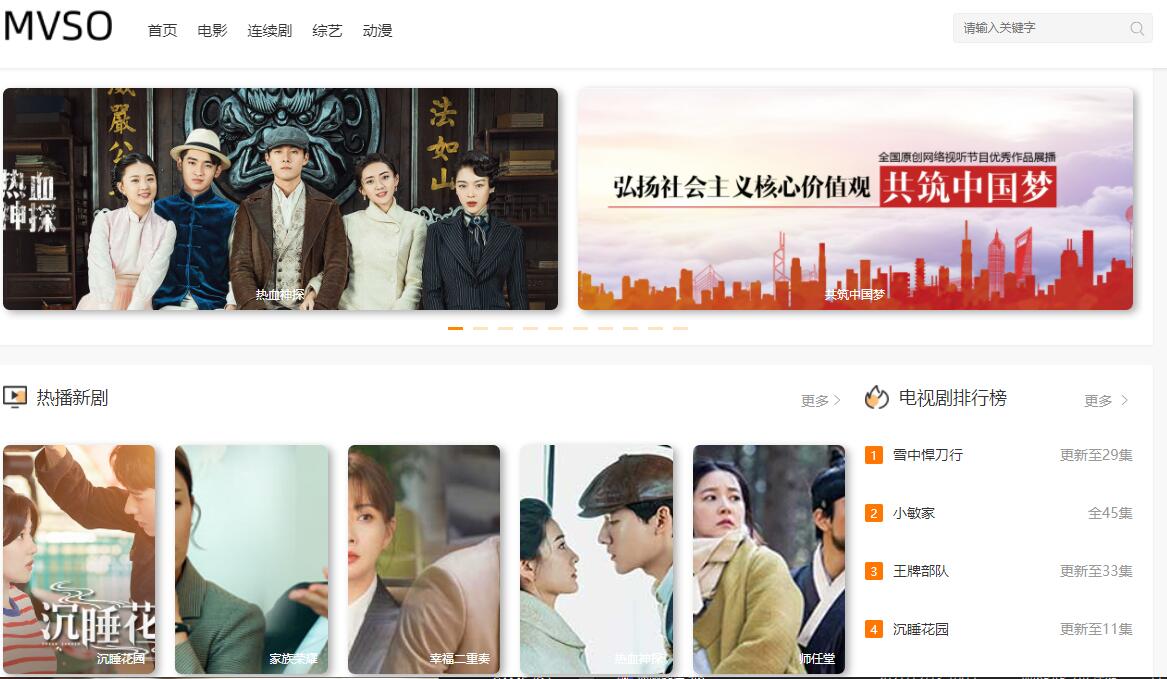 MVSO
首页 电影 连续剧 综艺 动漫
请输入关键字
威嚴公
法如山
热血
神探
热血神探
全国原创网络视听节目优秀作品展播
弘扬社会主义核心价值观 共筑中国梦
共筑中国梦
热播新剧
更多
电视剧排行榜
更多
沉睡花
沉睡花园
家族荣耀
幸福二重奏
热血神探
师任堂
1 雪中悍刀行 更新至29集
2 小敏家 全45集
3 王牌部队 更新至33集
4 沉睡花园 更新至11集